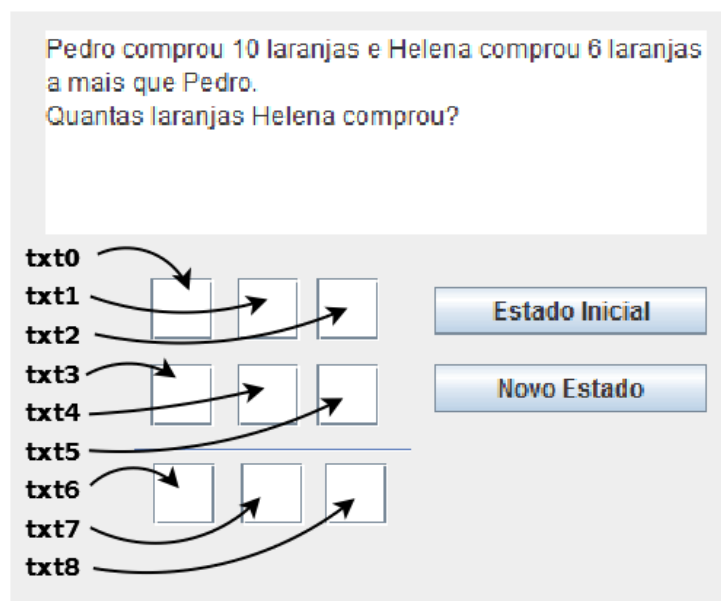 Pedro comprou 10 laranjas e Helena comprou 6 laranjas
a mais que Pedro.
Quantas laranjas Helena comprou?
txt0
txt1
txt2
txt3
txt4
txt5
txt6
txt7
txt8
Estado Inicial
Novo Estado